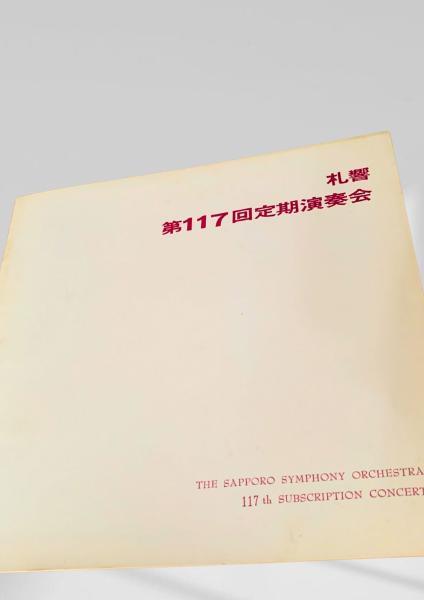 札響
第117回定期演奏会
THE SAPPORO SYMPHONY ORCHESTRA
117 th SUBSCRIPTION CONCERT